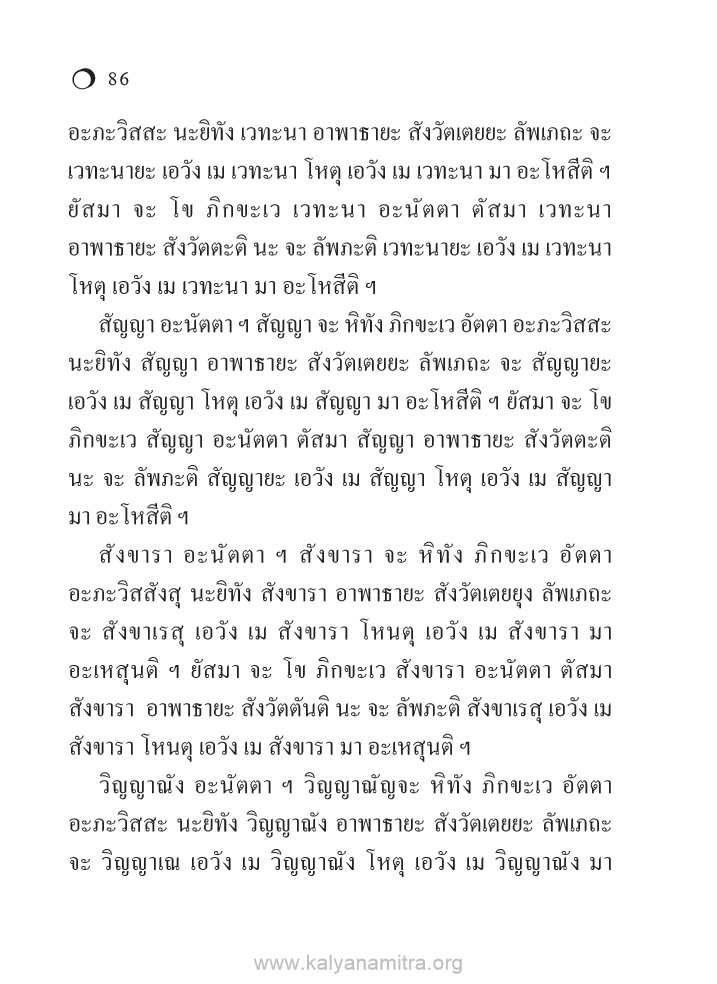 86
อะภะวิสสะ นะยิทัง เวทะนา อาพาธายะ สังวัตเตยยะ ลัพเภถะ จะ
เวทะนายะ เอวัง เม เวทะนา โหตุ เอวัง เม เวทะนา มา อะโหสีติ ฯ
ยัสมา จะ โข ภิกขะเว เวทะนา อะนัตตา ตัสมา เวทะนา
อาพาธายะ สังวัตตะติ นะ จะ ลัพภะติ เวทะนายะ เอวัง เม เวทะนา
โหตุ เอวัง เม เวทะนา มา อะโหสีติ ฯ
สัญญา อะนัตตา ฯ สัญญา จะ หิทัง ภิกขะเว อัตตา อะภะวิสสะ
นะยิทัง สัญญา อาพาธายะ สังวัตเตยยะ ลัพเภถะ จะ สัญญายะ
เอวัง เม สัญญา โหตุ เอวัง เม สัญญา มา อะโหสีติ ฯ ยัสมา จะ โข
ภิกขะเว สัญญา อะนัตตา ตัสมา สัญญา อาพาธายะ สังวัตตะติ
นะ จะ ลัพภะติ สัญญายะ เอวัง เม สัญญา โหตุ เอวัง เม สัญญา
มา อะโหสีติ ฯ
สังขารา อะนัตตา ฯ สังขารา จะ หิทัง ภิกขะเว อัตตา
อะภะวิสสังสุ นะยิทัง สังขารา อาพาธายะ สังวัตเตยยุง ลัพเภถะ
จะ สังขาเรสุ เอวัง เม สังขารา โหนตุ เอวัง เม สังขารา มา
อะเหสุนติ ฯ ยัสมา จะ โข ภิกขะเว สังขารา อะนัตตา ตัสมา
สังขารา อาพาธายะ สังวัตตันติ นะ จะ ลัพภะติ สังขาเรสุ เอวัง เม
สังขารา โหนตุ เอวัง เม สังขารา มา อะเหสุนติ ฯ
วิญญาณัง อะนัตตา ฯ วิญญาณัญจะ หิทัง ภิกขะเว อัตตา
อะภะวิสสะ นะยิทัง วิญญาณัง อาพาธายะ สังวัตเตยยะ ลัพเภถะ
จะ วิญญาเณ เอวัง เม วิญญาณัง โหตุ เอวัง เม วิญญาณัง มา
www.kalyanamitra.org